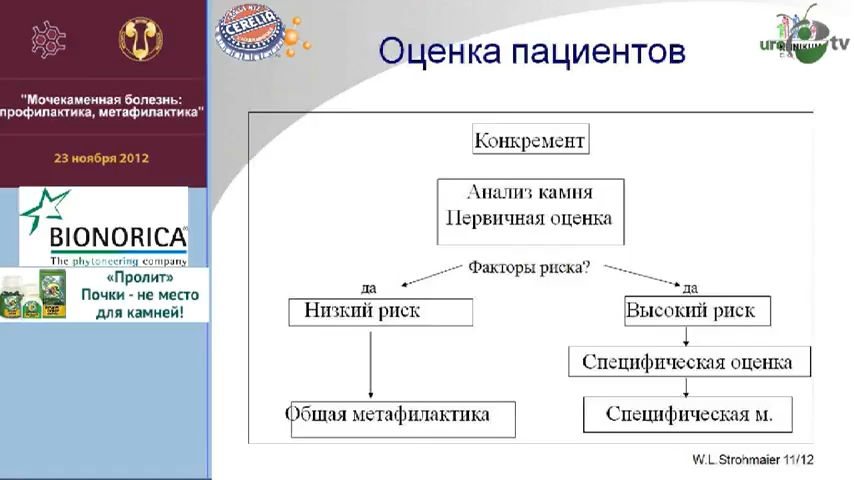 "Мочекаменная болезнь:
профилактика, метафилактика"
23 ноября 2012
BIONORICA®
The phytoneering company
«Пролит»
Почки - не место
для камней!
CERELIA
uro tv
Оценка пациентов
Конкремент
Анализ камня
Первичная оценка
Факторы риска?
да
да
Низкий риск
Высокий риск
Специфическая оценка
Общая метафилактика
Специфическая м.
W.L.Strohmaier 11/12